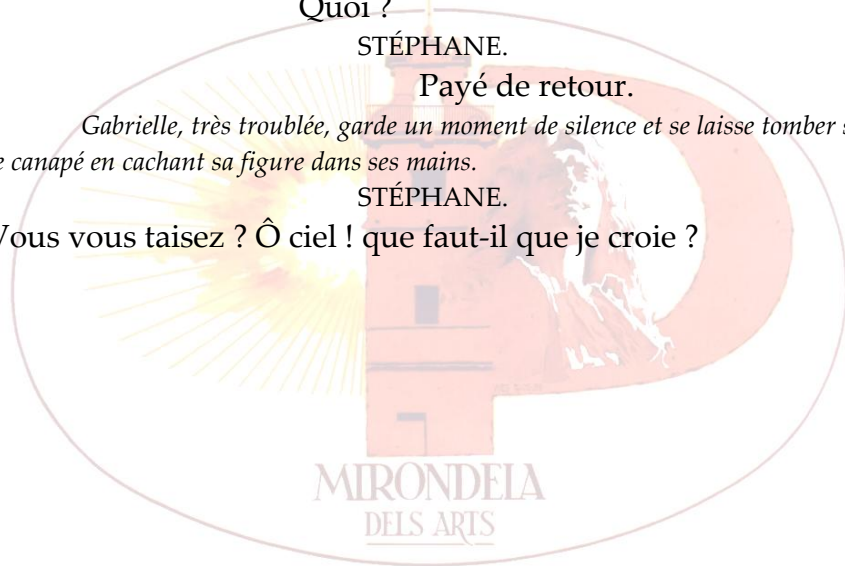 Quoi ?
STÉPHANE.
Payé de retour.
Gabrielle, très troublée, garde un moment de silence et se laisse tomber
canapé en cachant sa figure dans ses mains.
STÉPHANE.
Vous vous taisez ? Ô ciel ! que faut-il que je croie ?
MIRONDELA
DELS ARTS